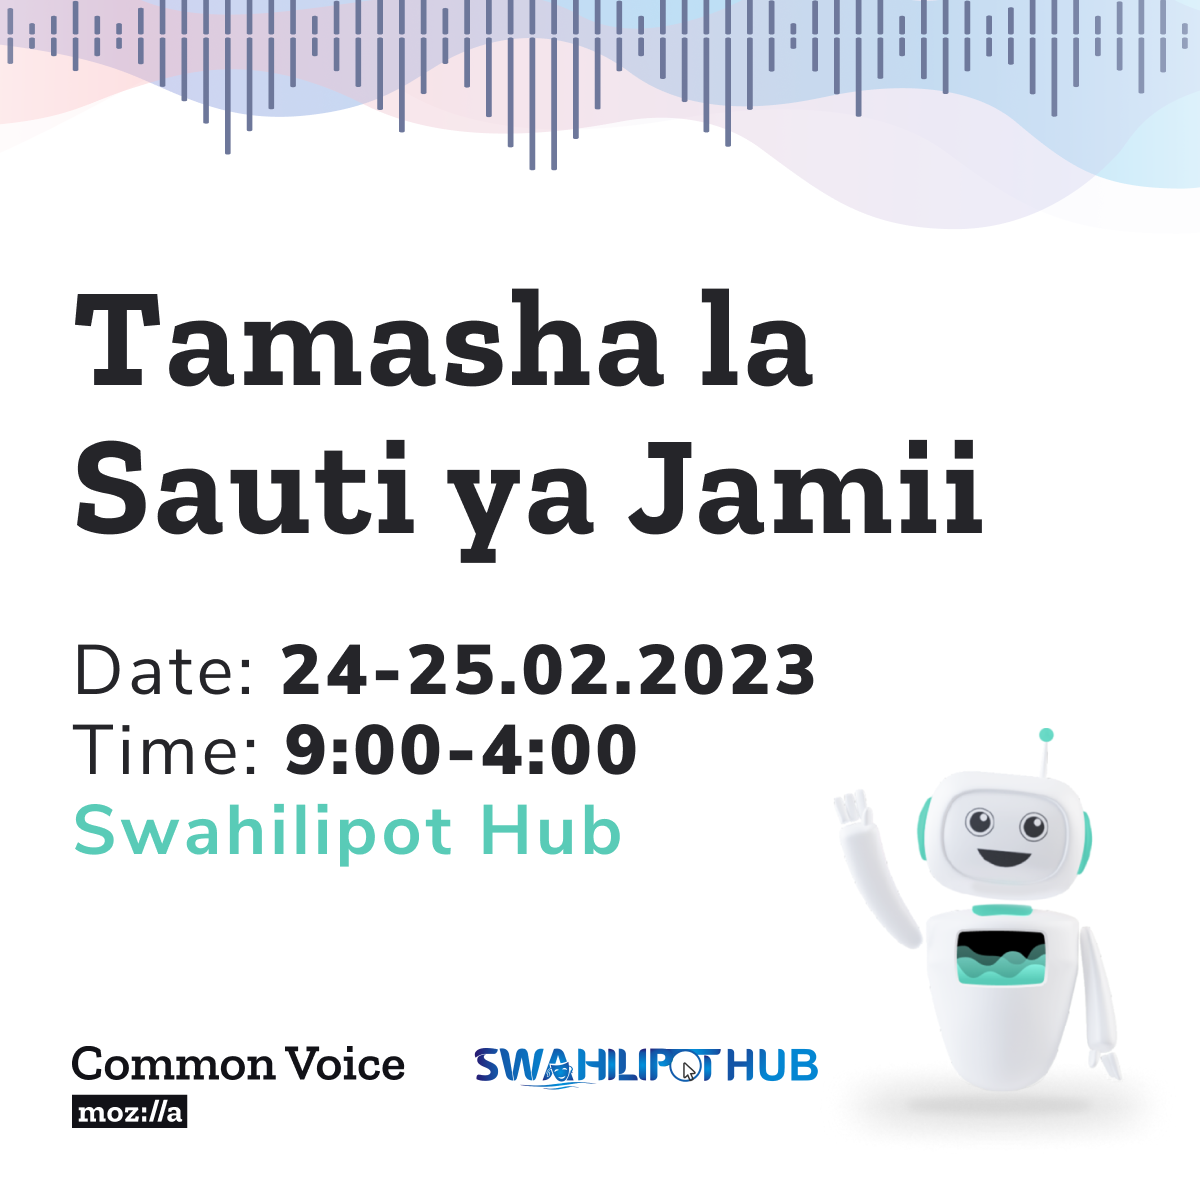 Tamasha la
Sauti ya Jamii
Date: 24-25.02.2023
Time: 9:00-4:00
Swahilipot Hub
Common Voice
moz://a
SWAHILIPOT HUB